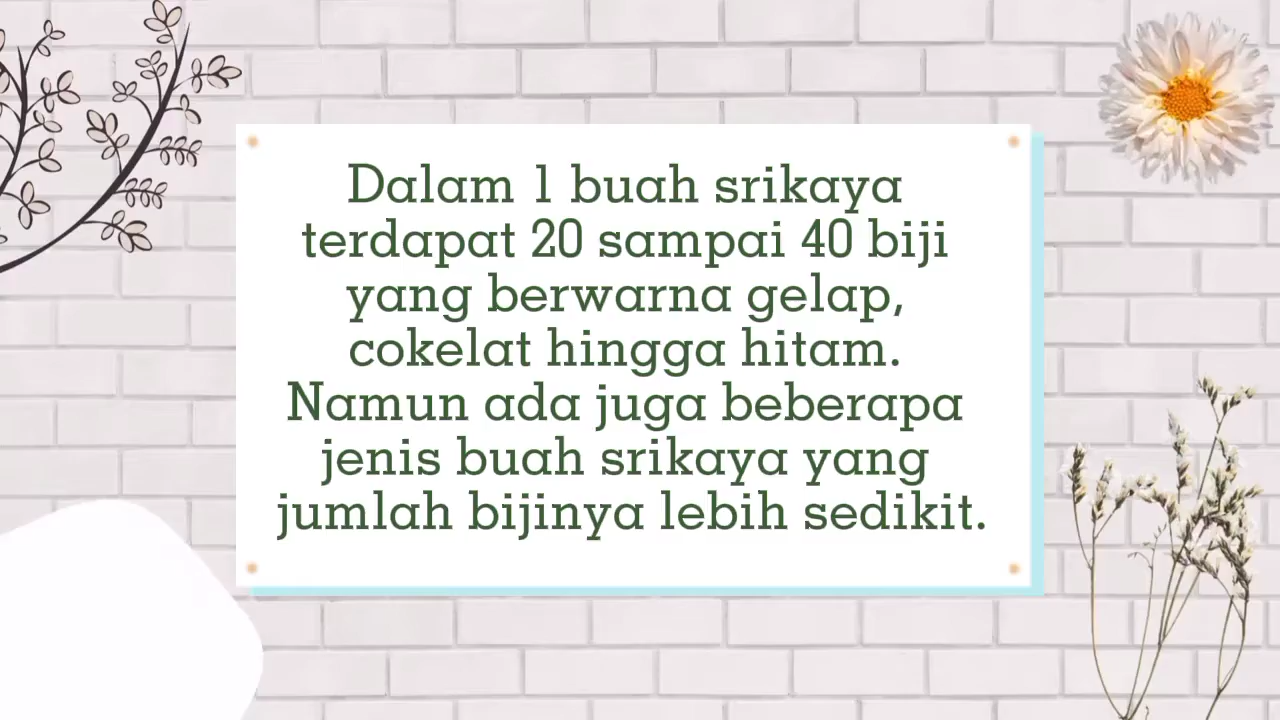 Dalam 1 buah srikaya
terdapat 20 sampai 40 biji
yang berwarna gelap,
cokelat hingga hitam.
Namun ada juga beberapa
jenis buah srikaya yang
jumlah bijinya lebih sedikit.